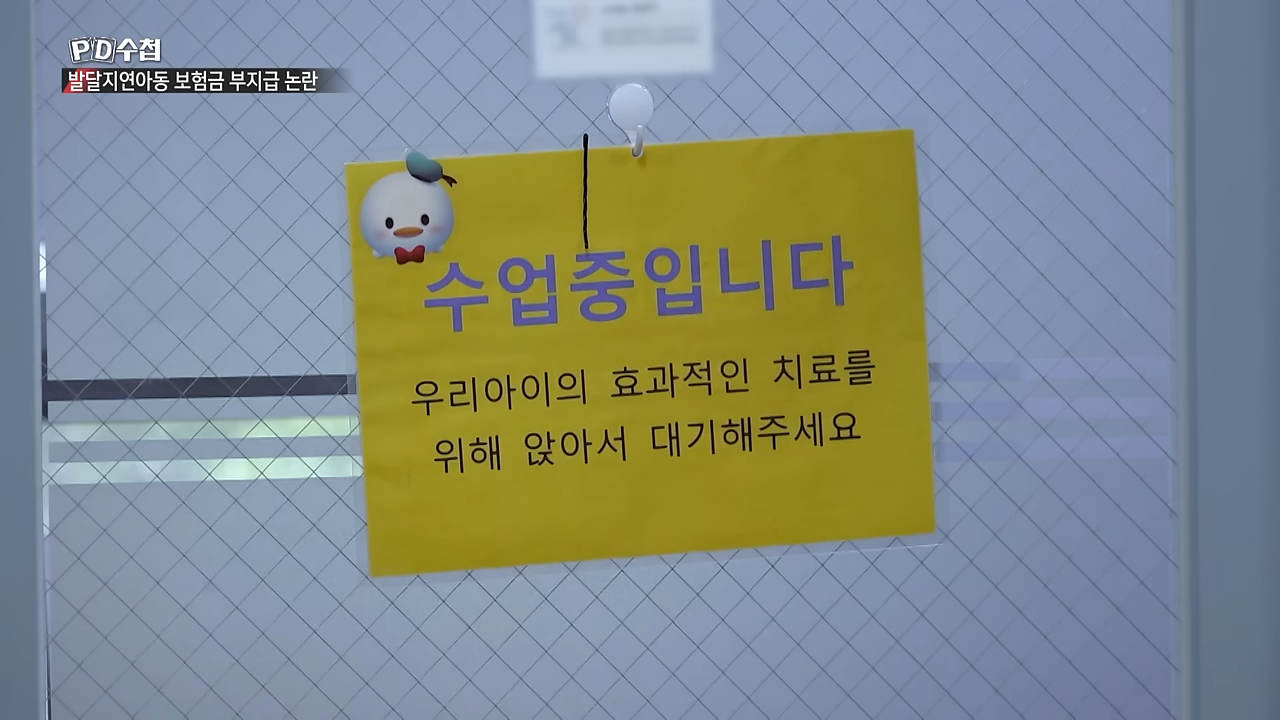 PD수첩
발달지연아동 보험금 부지급 논란
수업중입니다
우리아이의 효과적인 치료를
위해 앉아서 대기해주세요